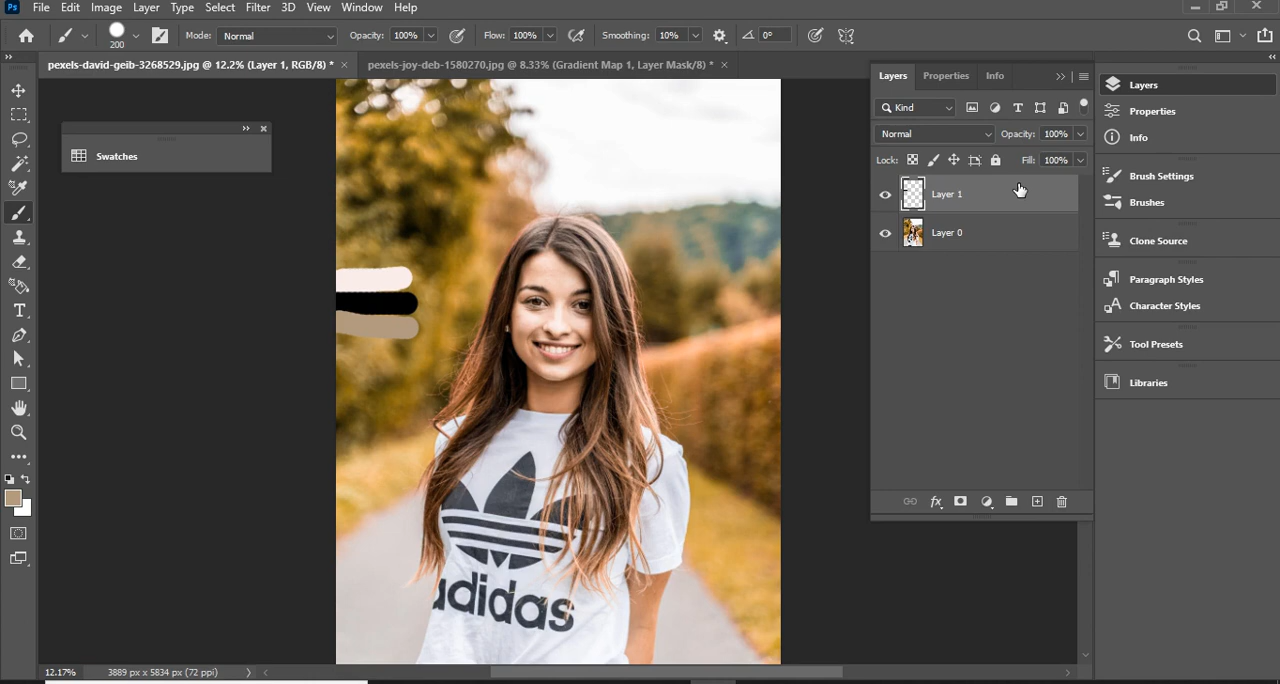 Ps File Edit Image Layer Type Select Filter 3D View Window Help
200 Mode: Normal Opacity: 100% Flow: 100% Smoothing: 10% 0°
pexels-david-geib-3268529.jpg @ 12.2% (Layer 1, RGB/8) * × pexels-joy-deb-1580270.jpg @ 8.33% (Gradient Map 1, Layer Mask/8) * ×
Swatches
Layers Properties Info
Kind
Normal Opacity: 100%
Lock: Fill: 100%
Layer 1
Layer 0
Layers
Properties
Info
Brush Settings
Brushes
Clone Source
Paragraph Styles
Character Styles
Tool Presets
Libraries
adidas
12.17% 3889 px x 5834 px (72 ppi)